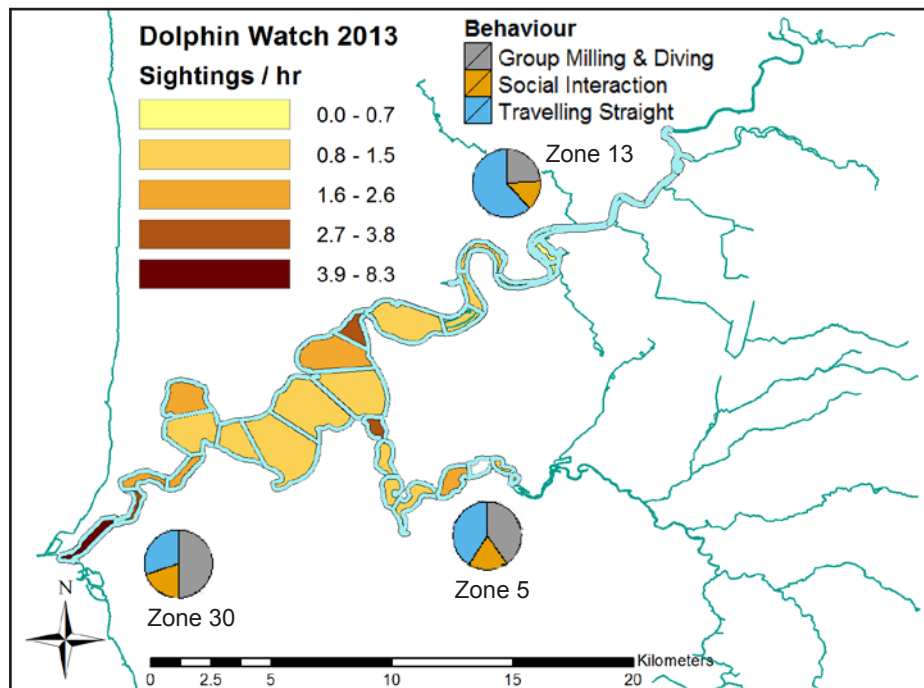 Dolphin Watch 2013
Sightings / hr
0.0 - 0.7
0.8 - 1.5
1.6 - 2.6
2.7 - 3.8
3.9 - 8.3
Behaviour
Group Milling & Diving
Social Interaction
Travelling Straight
Zone 13
Zone 5
Zone 30
N
Kilometers
0 2.5 5 10 15 20